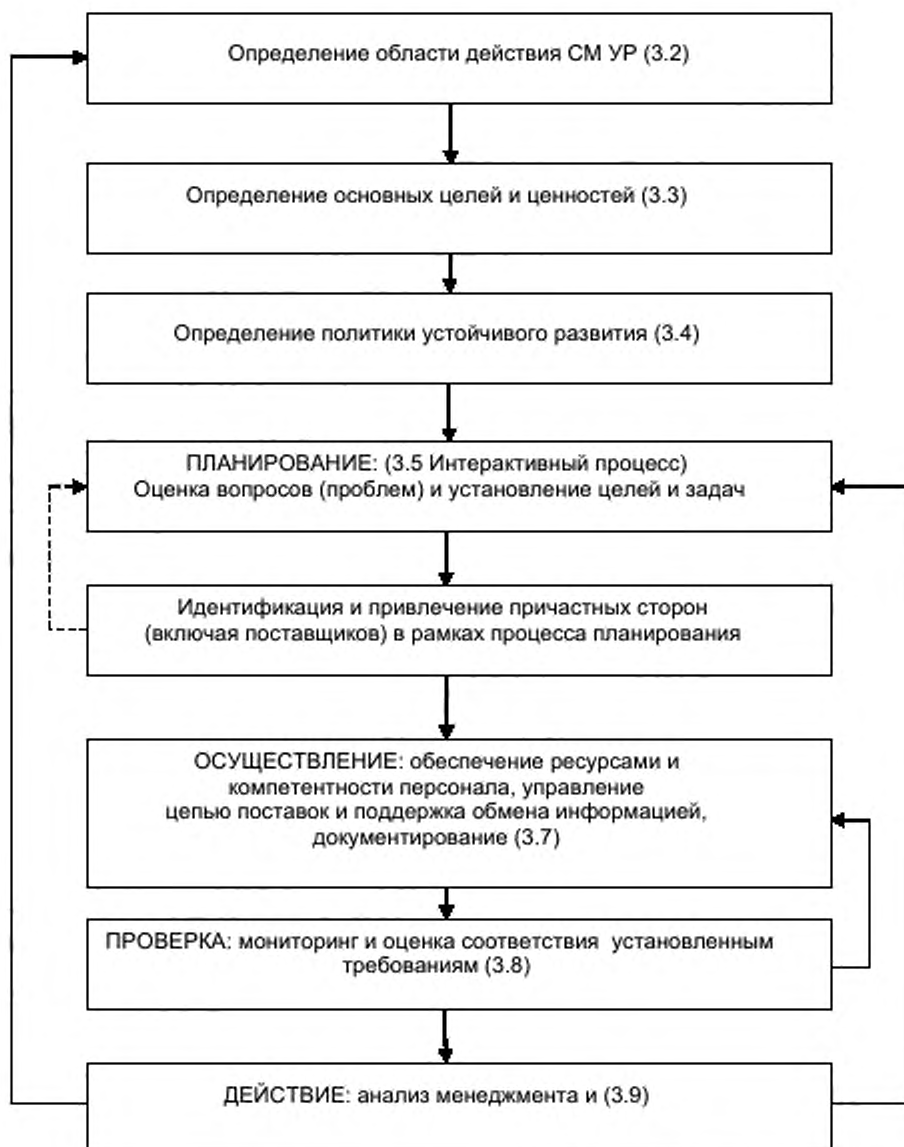 Определение области действия СМ УР (3.2)
Определение основных целей и ценностей (3.3)
Определение политики устойчивого развития (3.4)
ПЛАНИРОВАНИЕ: (3.5 Интерактивный процесс)
Оценка вопросов (проблем) и установление целей и задач
Идентификация и привлечение причастных сторон
(включая поставщиков) в рамках процесса планирования
ОСУЩЕСТВЛЕНИЕ: обеспечение ресурсами и
компетентности персонала, управление
цепью поставок и поддержка обмена информацией,
документирование (3.7)
ПРОВЕРКА: мониторинг и оценка соответствия установленным
требованиям (3.8)
ДЕЙСТВИЕ: анализ менеджмента и (3.9)